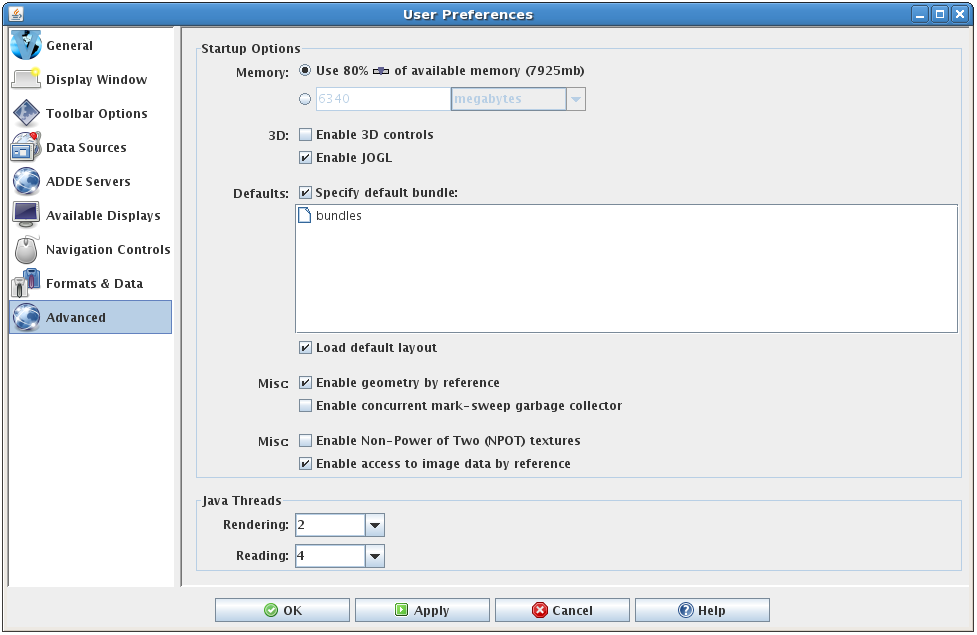 User Preferences
General
Display Window
Toolbar Options
Data Sources
ADDE Servers
Available Displays
Navigation Controls
Formats & Data
Advanced
Startup Options
Memory: Use 80% of available memory (7925mb)
6340 megabytes
3D: Enable 3D controls
Enable JOGL
Defaults: Specify default bundle:
bundles
Load default layout
Misc: Enable geometry by reference
Enable concurrent mark-sweep garbage collector
Misc: Enable Non-Power of Two (NPOT) textures
Enable access to image data by reference
Java Threads
Rendering: 2
Reading: 4
OK Apply Cancel Help